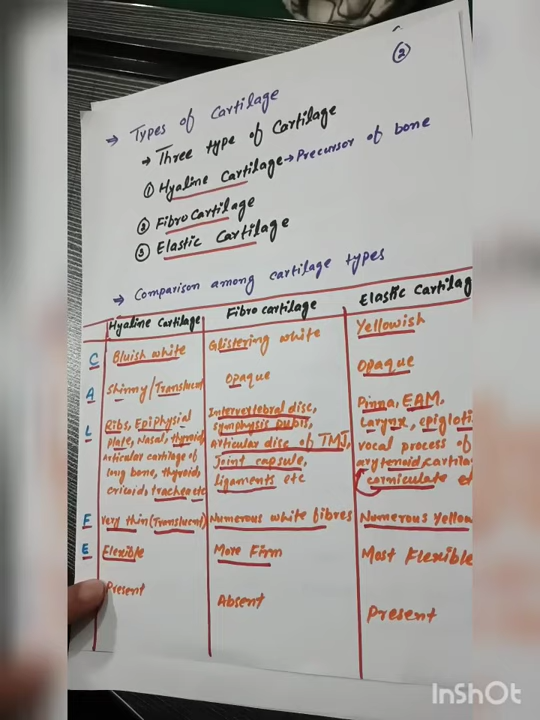 ②
→ Types of Cartilage
→ Three type of Cartilage
① Hyaline Cartilage → Precursor of bone
② Fibro Cartilage
③ Elastic Cartilage
→ Comparison among cartilage types
Hyaline Cartilage Fibro cartilage Elastic Cartilag
C Bluish white Glistering white Yellowish
A Shinny/Translucent Opaque Opaque
L Ribs, Epiphysial
plate, Nasal, thyroid,
articular cartilage of
long bone, thyroid,
cricoid, trachea etc
Intervertebral disc,
symphysis pubis,
articular disc of TMJ,
Joint capsule,
ligaments etc
Pinna, EAM,
Larynx, epigloti
vocal process of
arytenoid, cartila
corniculate et
F very thin (Translucent) Numerous white fibres Numerous Yellow
E Flexible More Firm Most Flexible
Present Absent Present
InShOt